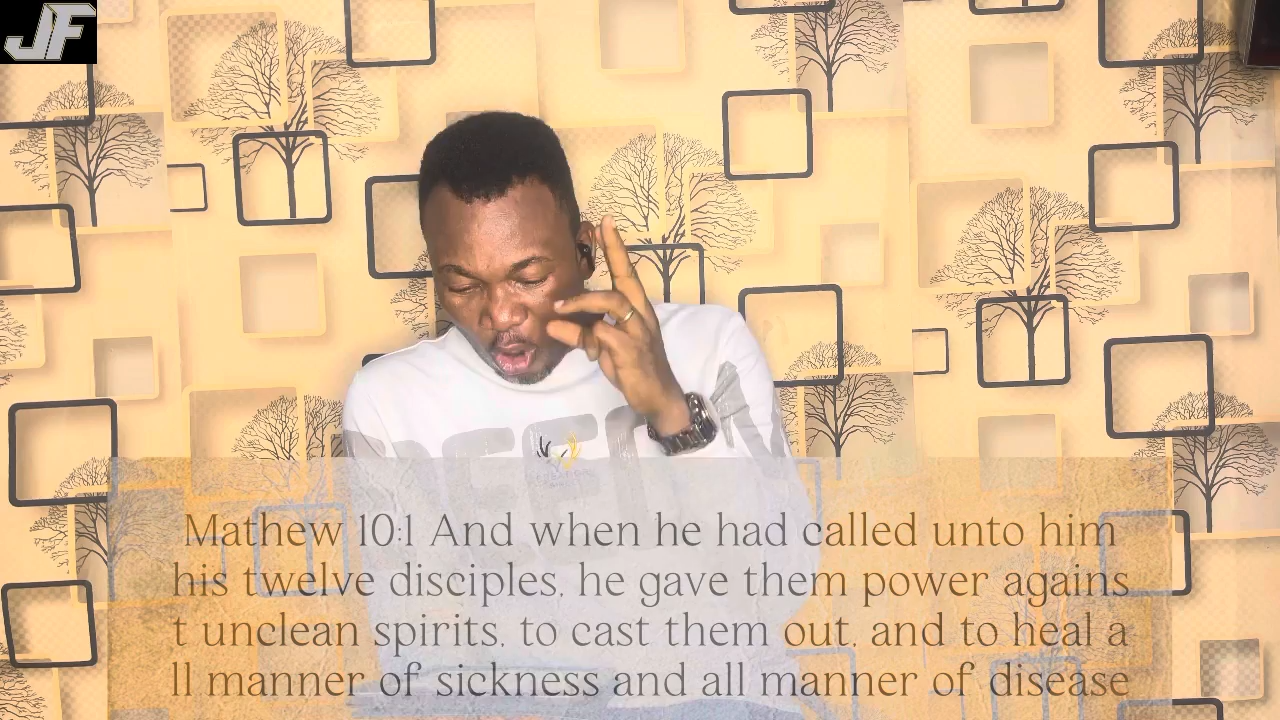 JF
Mathew 10:1 And when he had called unto him
his twelve disciples, he gave them power agains
t unclean spirits, to cast them out, and to heal a
ll manner of sickness and all manner of disease